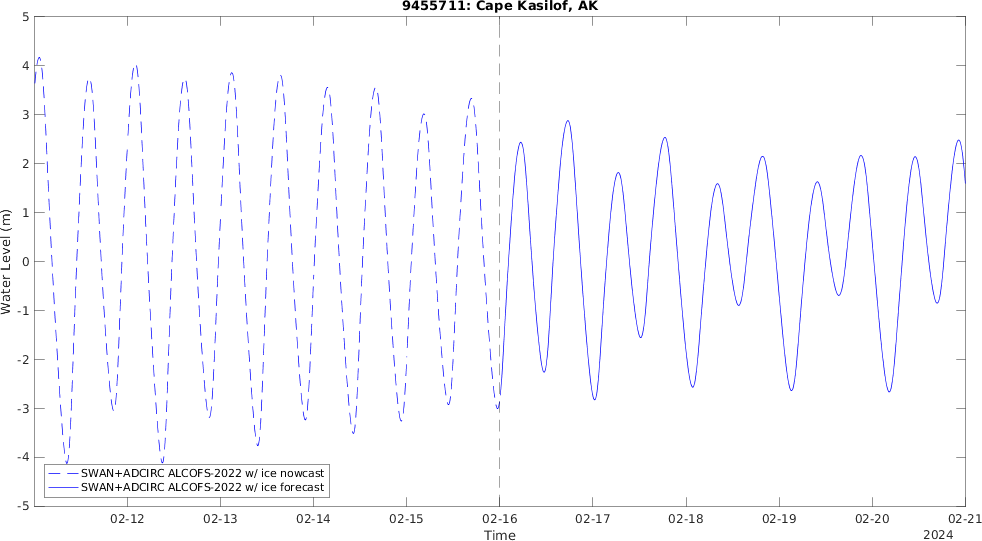 9455711: Cape Kasilof, AK
5
4
3
2
1
0
-1
-2
-3
-4
-5
Water Level (m)
SWAN+ADCIRC ALCOFS-2022 w/ ice nowcast
SWAN+ADCIRC ALCOFS-2022 w/ ice forecast
02-12 02-13 02-14 02-15 02-16 02-17 02-18 02-19 02-20 02-21
Time
2024